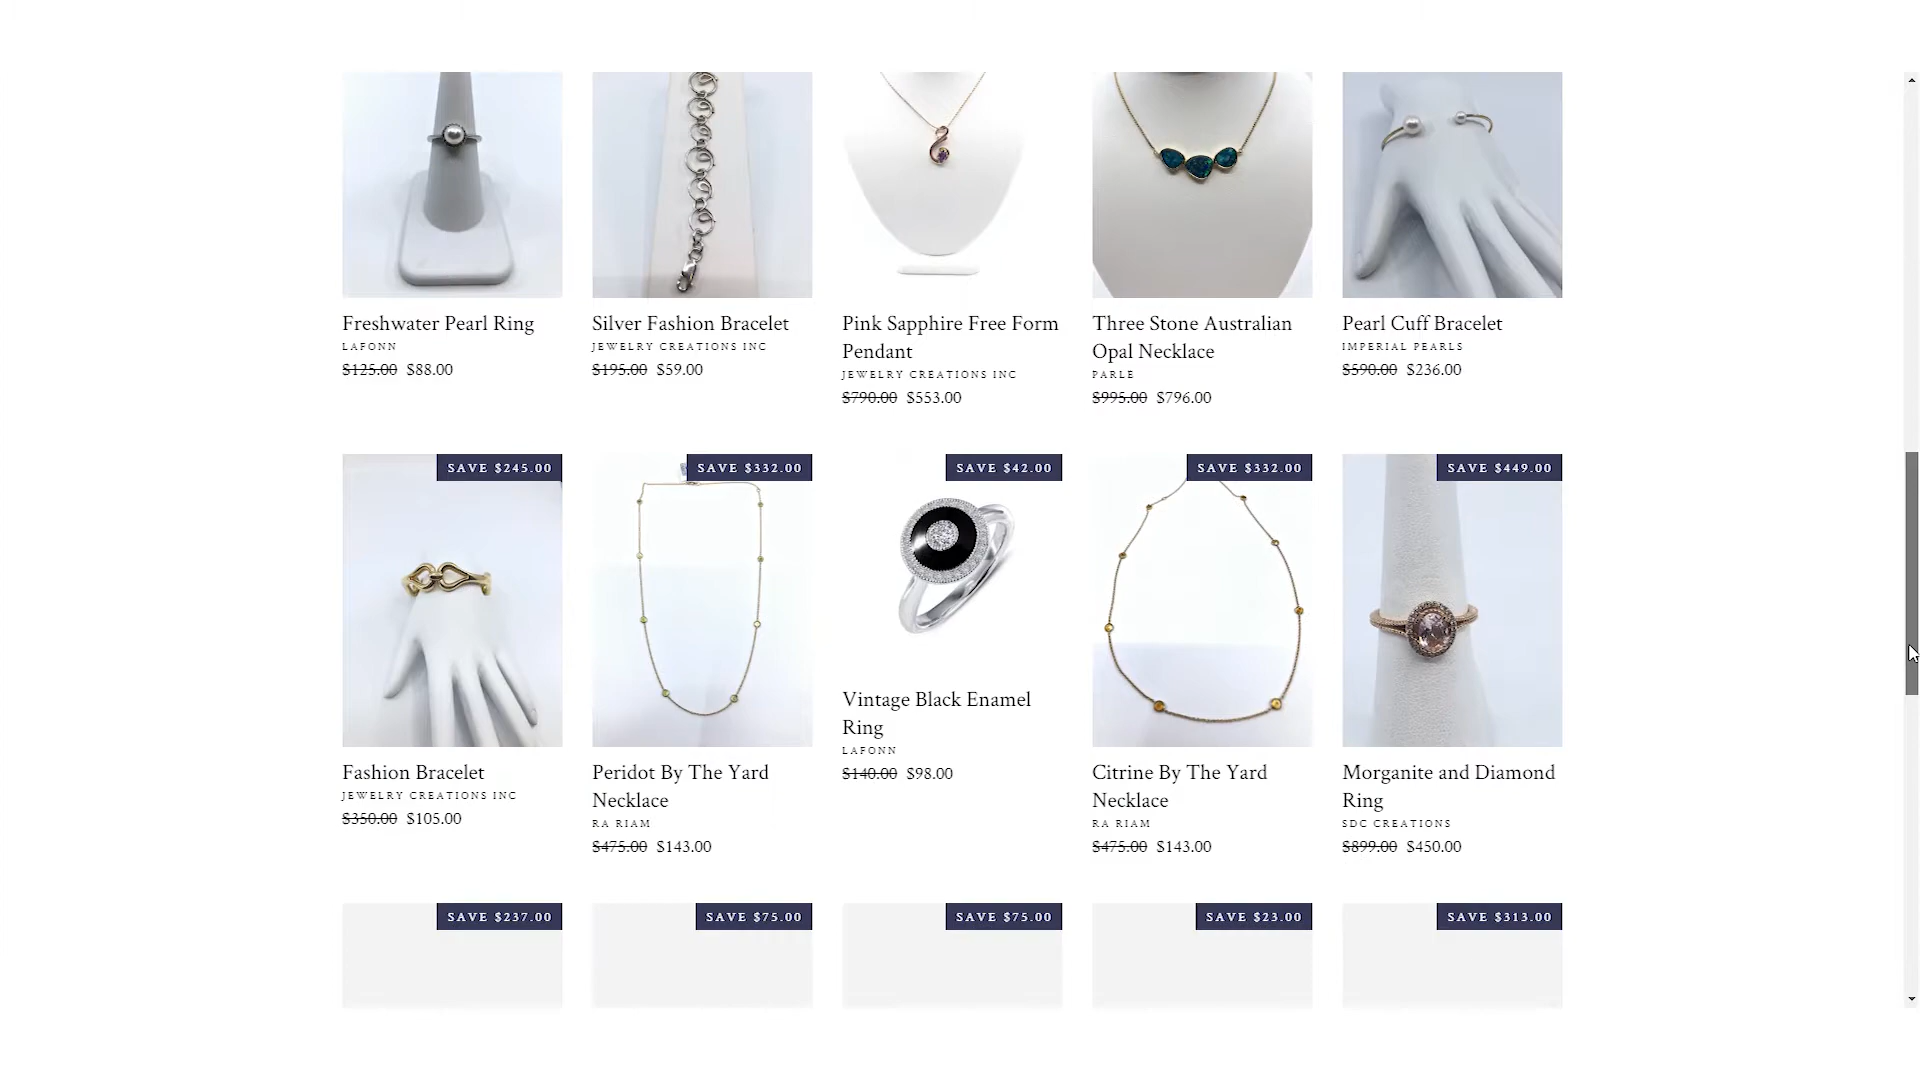 Freshwater Pearl Ring
LAFONN
$125.00 $88.00
Silver Fashion Bracelet
JEWELRY CREATIONS INC
$195.00 $59.00
Pink Sapphire Free Form
Pendant
JEWELRY CREATIONS INC
$790.00 $553.00
Three Stone Australian
Opal Necklace
PARLE
$995.00 $796.00
Pearl Cuff Bracelet
IMPERIAL PEARLS
$590.00 $236.00
SAVE $245.00
Fashion Bracelet
JEWELRY CREATIONS INC
$350.00 $105.00
SAVE $332.00
Peridot By The Yard
Necklace
RA RIAM
$475.00 $143.00
SAVE $42.00
Vintage Black Enamel
Ring
LAFONN
$140.00 $98.00
SAVE $332.00
Citrine By The Yard
Necklace
RA RIAM
$475.00 $143.00
SAVE $449.00
Morganite and Diamond
Ring
SDC CREATIONS
$899.00 $450.00
SAVE $237.00
SAVE $75.00
SAVE $75.00
SAVE $23.00
SAVE $313.00